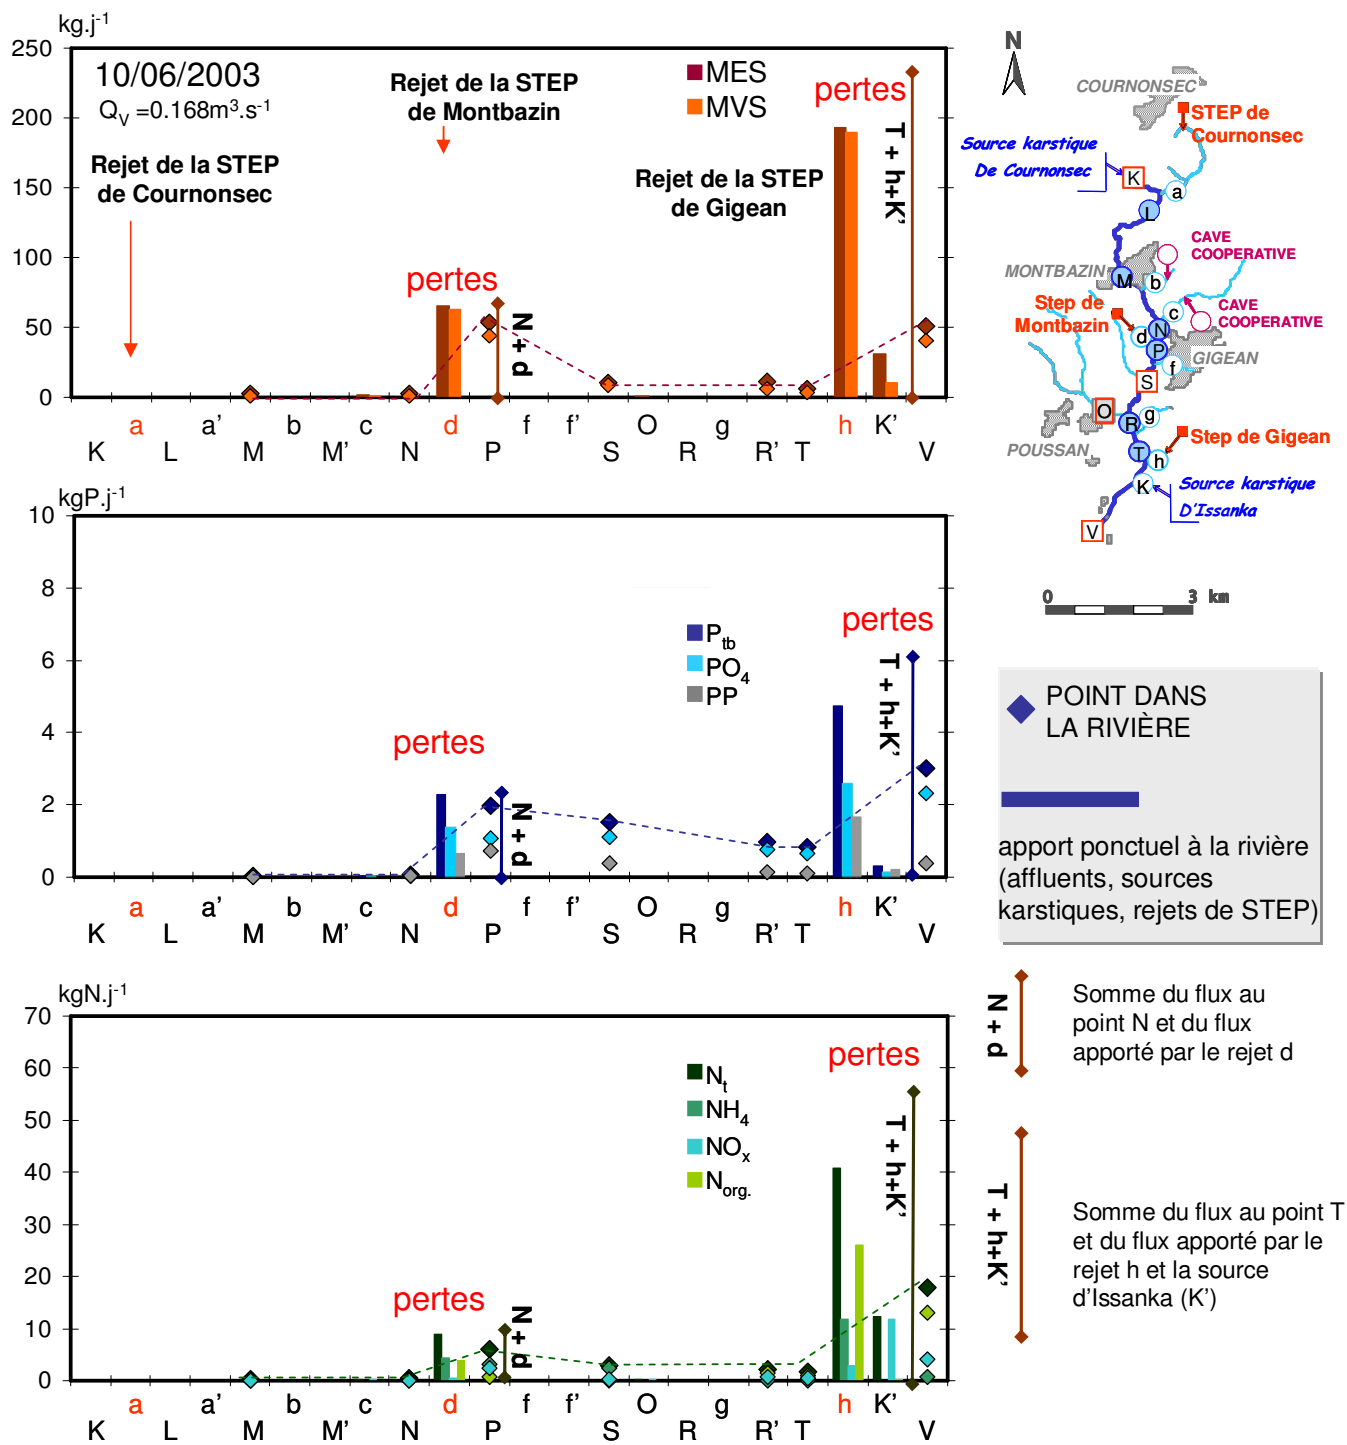 kg.j-1
250
200
150
100
50
0
10/06/2003
QV =0.168m3.s-1
Rejet de la STEP
de Cournonsec
Rejet de la STEP
de Montbazin
Rejet de la STEP
de Gigean
MES
MVS
pertes
pertes
N + d
T + h+K'
a a' b c d f f' O g h K'
K L M M' N P S R R' T V
kgP.j-1
10
8
6
4
2
0
Ptb
PO4
PP
pertes
pertes
N + d
T + h+K'
a a' b c d f f' O g h K'
K L M M' N P S R R' T V
kgN.j-1
70
60
50
40
30
20
10
0
Nt
NH4
NOx
Norg.
pertes
pertes
N + d
T + h+K'
a a' b c d f f' O g h K'
K L M M' N P S R R' T V
N
COURNONSEC
STEP de
Cournonsec
Source karstique
De Cournonsec
K
a
L
CAVE
COOPERATIVE
MONTBAZIN
M
b
Step de
Montbazin
c
CAVE
COOPERATIVE
N
d
P
GIGEAN
f
S
O
g
R
POUSSAN
Step de Gigean
T
h
K
Source karstique
D'Issanka
V
0 3 km
POINT DANS
LA RIVIÈRE
apport ponctuel à la rivière
(affluents, sources
karstiques, rejets de STEP)
N + d
Somme du flux au
point N et du flux
apporté par le rejet d
T + h+K'
Somme du flux au point T
et du flux apporté par le
rejet h et la source
d'Issanka (K')